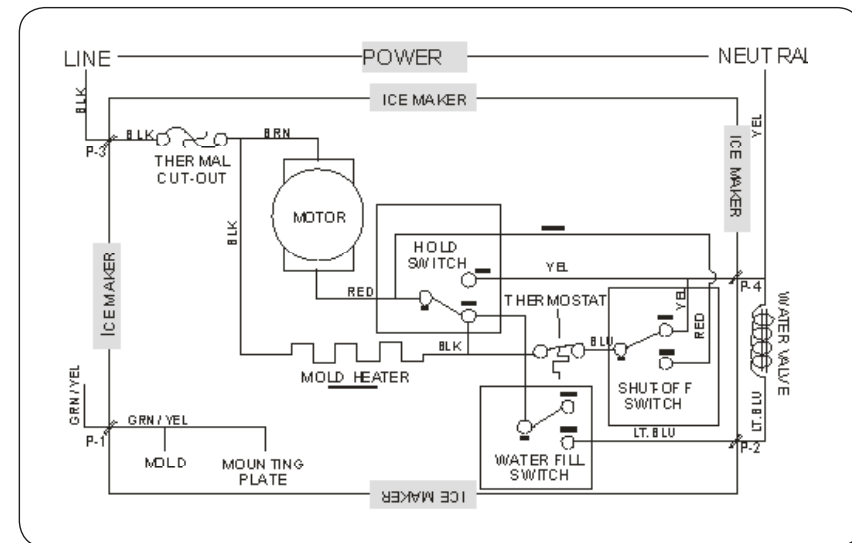 LINE
POWER
NEUTRAL
BLK
ICE MAKER
YEL
P-3
BLK
BRN
THERMAL
CUT-OUT
ICE MAKER
MOTOR
BLK
HOLD
SWITCH
YEL
P-4
RED
THERMOSTAT
YEL
RED
WATER VALVE
ICE MAKER
BLK
BLU
MOLD HEATER
SHUT-OFF
SWITCH
GRN/YEL
GRN/YEL
P-1
LT.BLU
LT.BLU
P-2
MOLD
MOUNTING
PLATE
WATER FILL
SWITCH
ICE MAKER